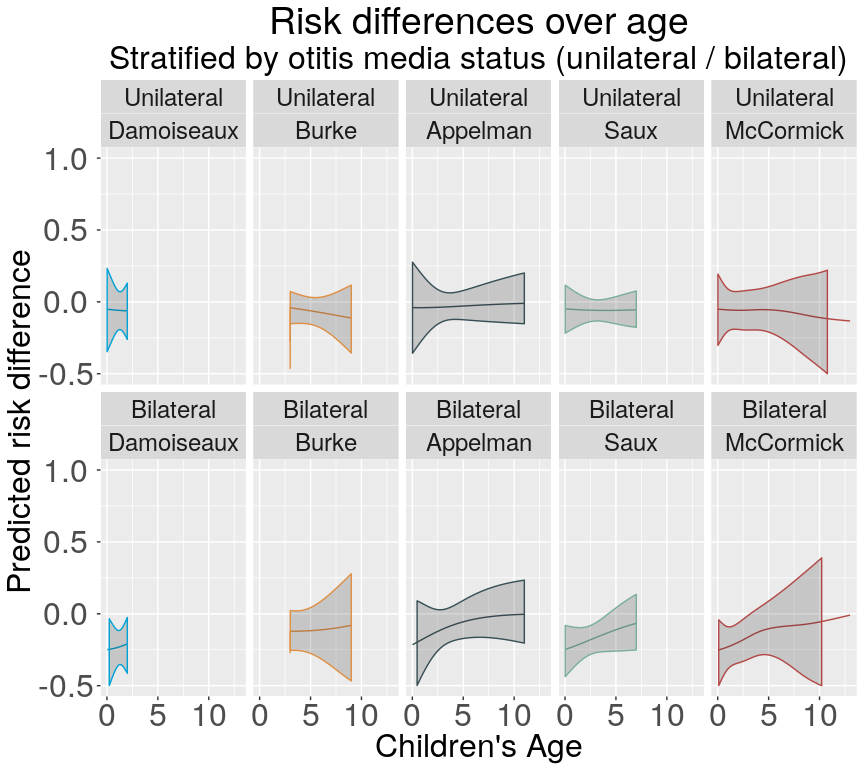 Risk differences over age
Stratified by otitis media status (unilateral / bilateral)
Unilateral Unilateral Unilateral Unilateral Unilateral
Damoiseaux Burke Appelman Saux McCormick
1.0
0.5
0.0
-0.5
Predicted risk difference
Bilateral Bilateral Bilateral Bilateral Bilateral
Damoiseaux Burke Appelman Saux McCormick
1.0
0.5
0.0
-0.5
0 5 10 0 5 10 0 5 10 0 5 10 0 5 10
Children's Age